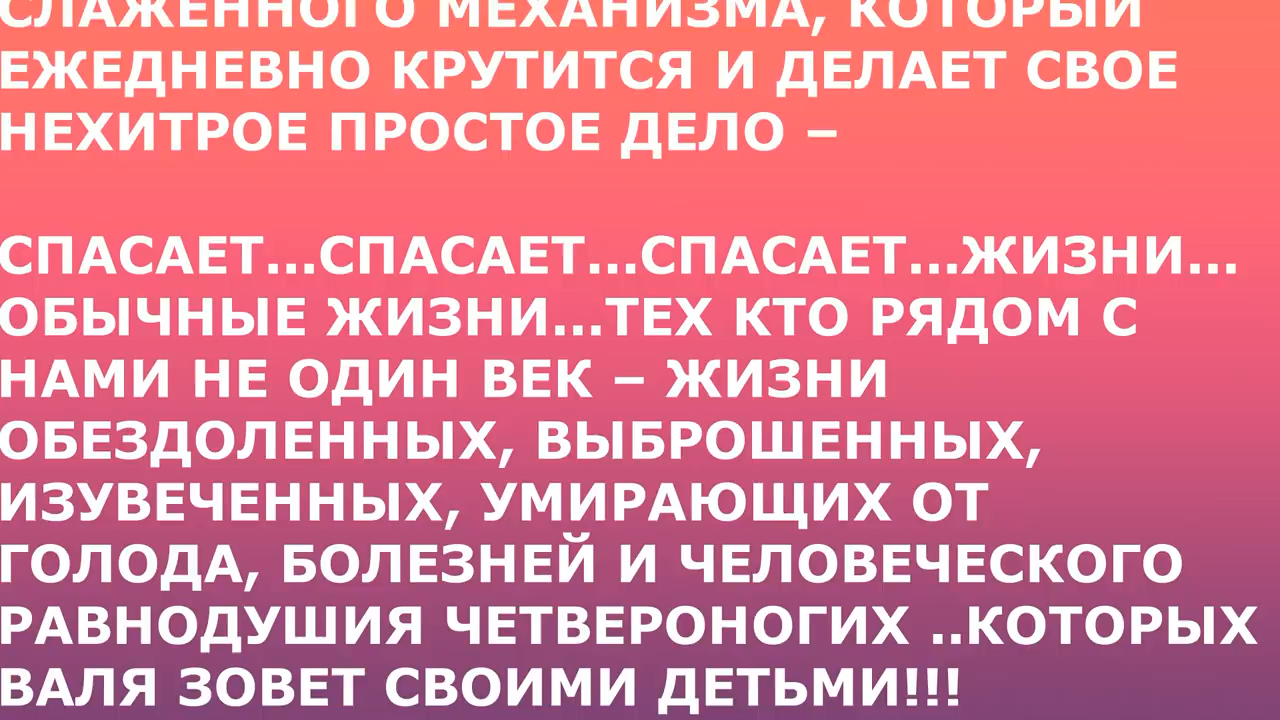 СЛАЖЕННОГО МЕХАНИЗМА, КОТОРЫЙ
ЕЖЕДНЕВНО КРУТИТСЯ И ДЕЛАЕТ СВОЕ
НЕХИТРОЕ ПРОСТОЕ ДЕЛО –
СПАСАЕТ...СПАСАЕТ...СПАСАЕТ...ЖИЗНИ...
ОБЫЧНЫЕ ЖИЗНИ...ТЕХ КТО РЯДОМ С
НАМИ НЕ ОДИН ВЕК – ЖИЗНИ
ОБЕЗДОЛЕННЫХ, ВЫБРОШЕННЫХ,
ИЗУВЕЧЕННЫХ, УМИРАЮЩИХ ОТ
ГОЛОДА, БОЛЕЗНЕЙ И ЧЕЛОВЕЧЕСКОГО
РАВНОДУШИЯ ЧЕТВЕРОНОГИХ ..КОТОРЫХ
ВАЛЯ ЗОВЕТ СВОИМИ ДЕТЬМИ!!!